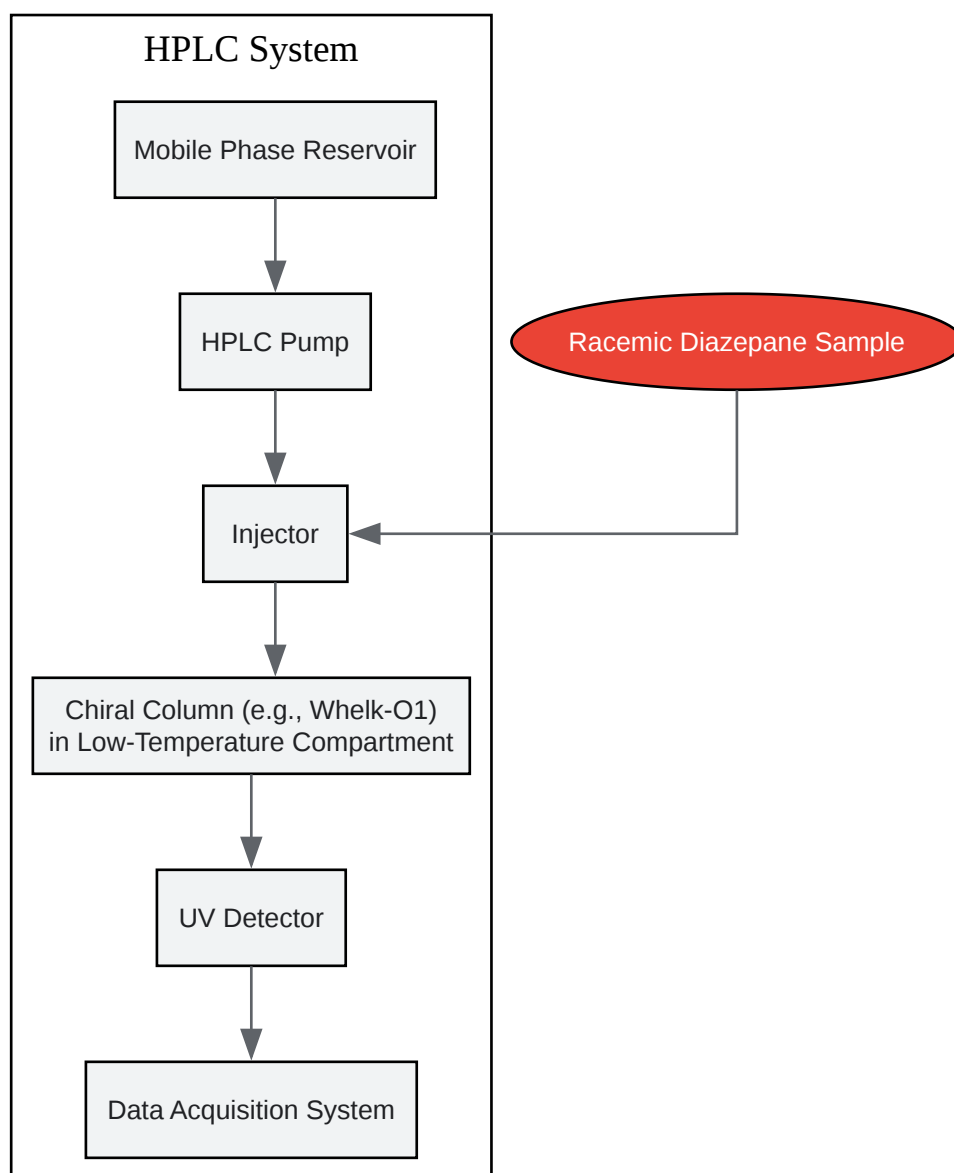 HPLC System
Mobile Phase Reservoir
HPLC Pump
Racemic Diazepane Sample
Injector
Chiral Column (e.g., Whelk-O1)
in Low-Temperature Compartment
UV Detector
Data Acquisition System